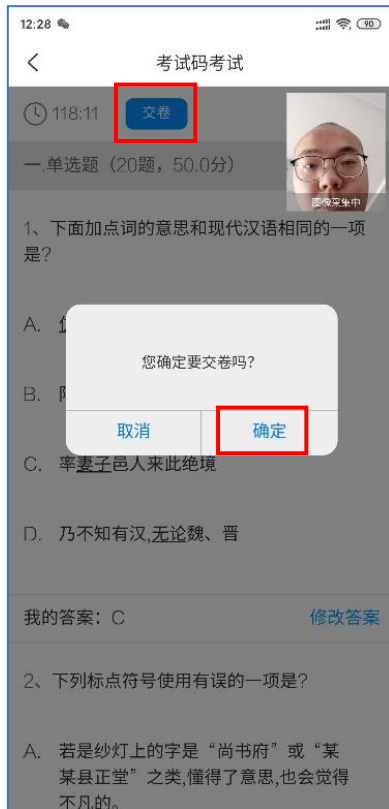 12:28
90
考试码考试
118:11
交卷
一.单选题（20题，50.0分）
图像采集中
1、下面加点词的意思和现代汉语相同的一项
是？
A.
您确定要交卷吗？
B.
取消
确定
C. 率妻子邑人来此绝境
D. 乃不知有汉,无论魏、晋
我的答案：C
修改答案
2、下列标点符号使用有误的一项是？
A. 若是纱灯上的字是“尚书府”或“某
某县正堂”之类,懂得了意思,也会觉得
不凡的。